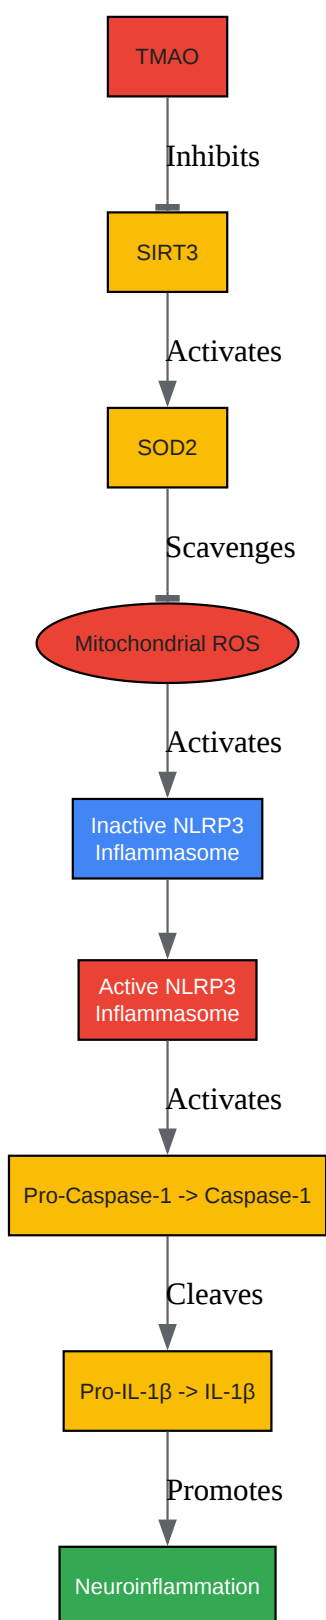 TMAO
Inhibits
SIRT3
Activates
SOD2
Scavenges
Mitochondrial ROS
Activates
Inactive NLRP3
Inflammasome
Active NLRP3
Inflammasome
Activates
Pro-Caspase-1 -> Caspase-1
Cleaves
Pro-IL-1β -> IL-1β
Promotes
Neuroinflammation